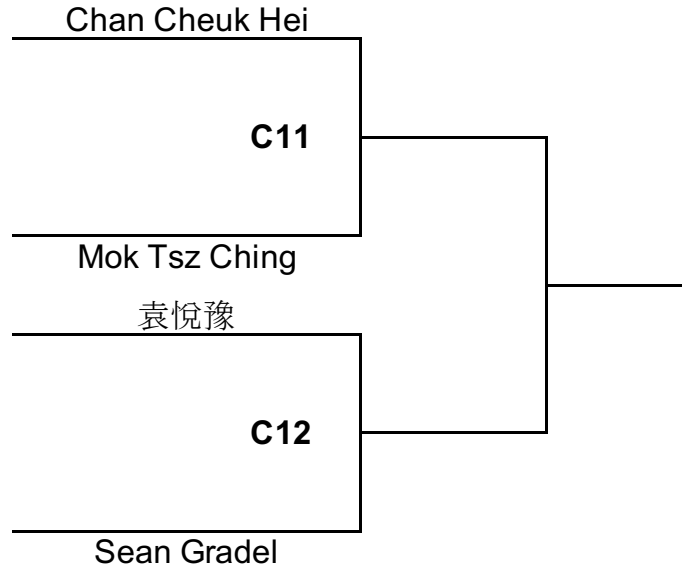 Chan Cheuk Hei
C11
Mok Tsz Ching
袁悅豫
C12
Sean Gradel